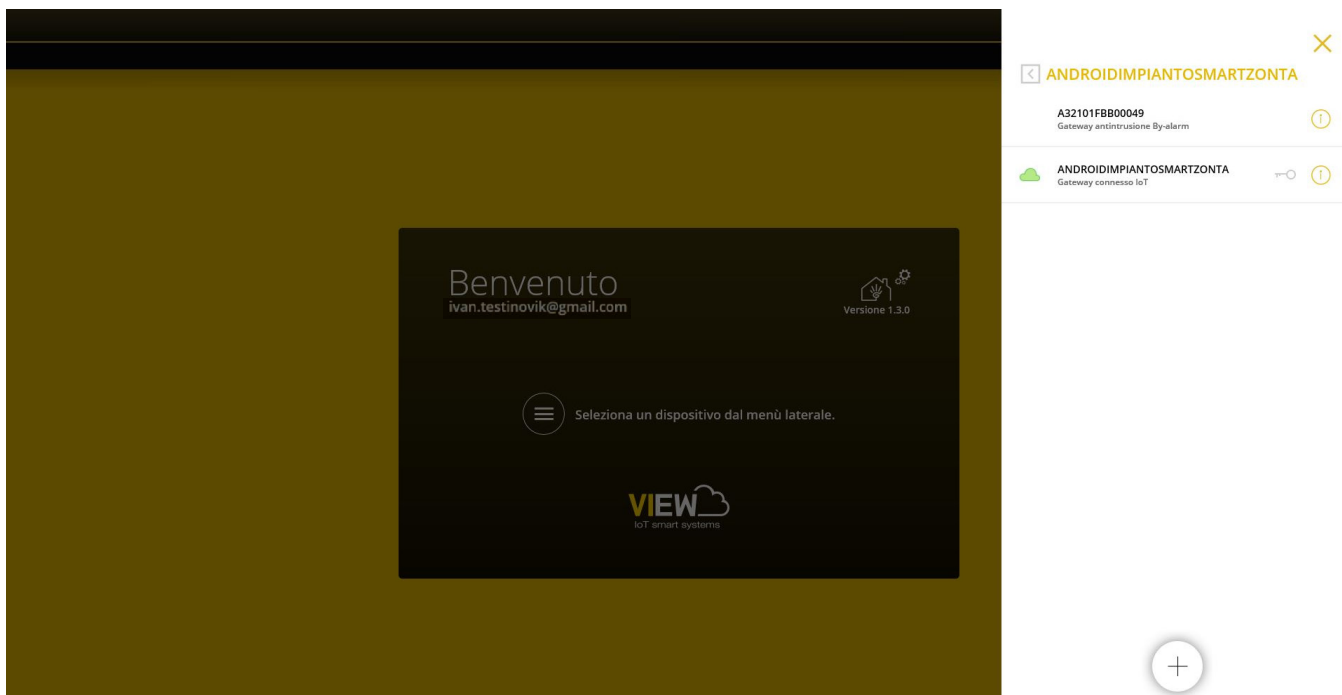 ANDROIDIMPIANTOSMARTZONTA
A32101FBB00049
Gateway antintrusione By-alarm
ANDROIDIMPIANTOSMARTZONTA
Gateway connesso IoT
Benvenuto
ivan.testinovik@gmail.com
Versione 1.3.0
Seleziona un dispositivo dal menù laterale.
VIEW
IoT smart systems